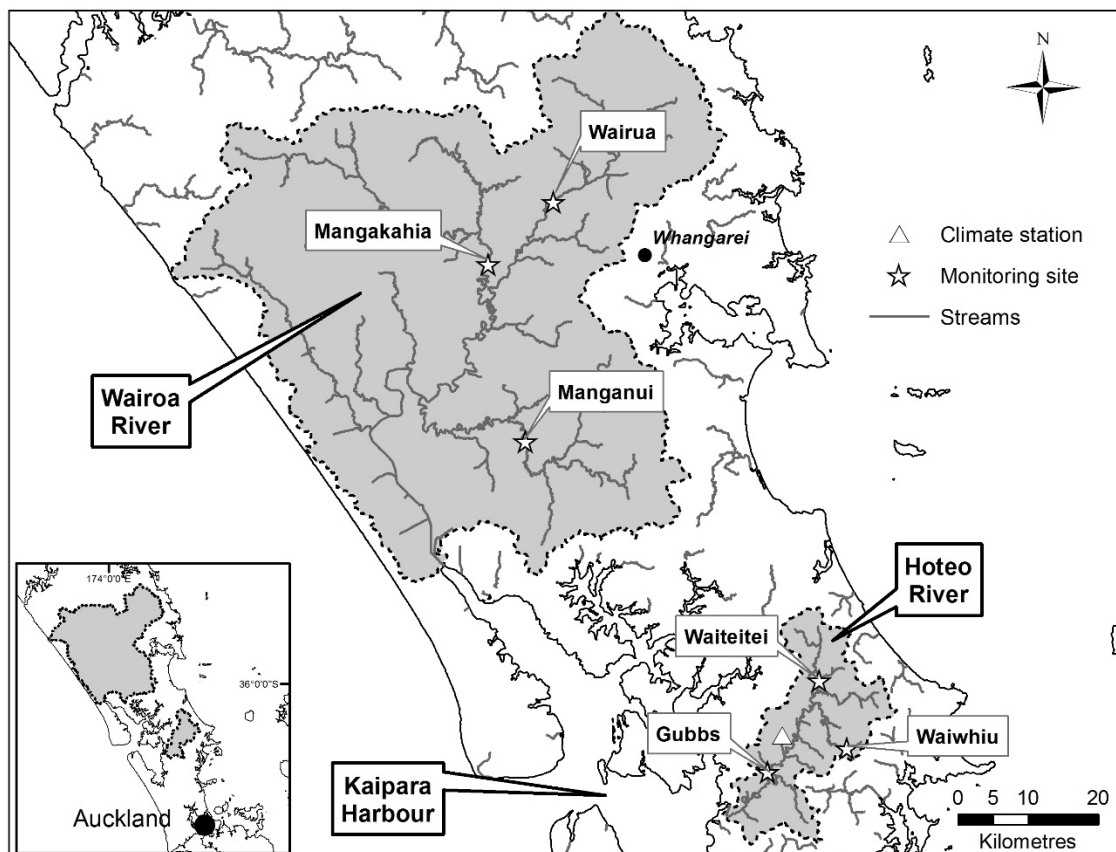 N
Wairua
Mangakahia
Whangarei
Climate station
Monitoring site
Streams
Wairoa
River
Manganui
Hoteo
River
Waiteitei
Gubbs
Waiwhiu
Kaipara
Harbour
174°0'0"E
36°0'0"S
Auckland
0 5 10 20
Kilometres